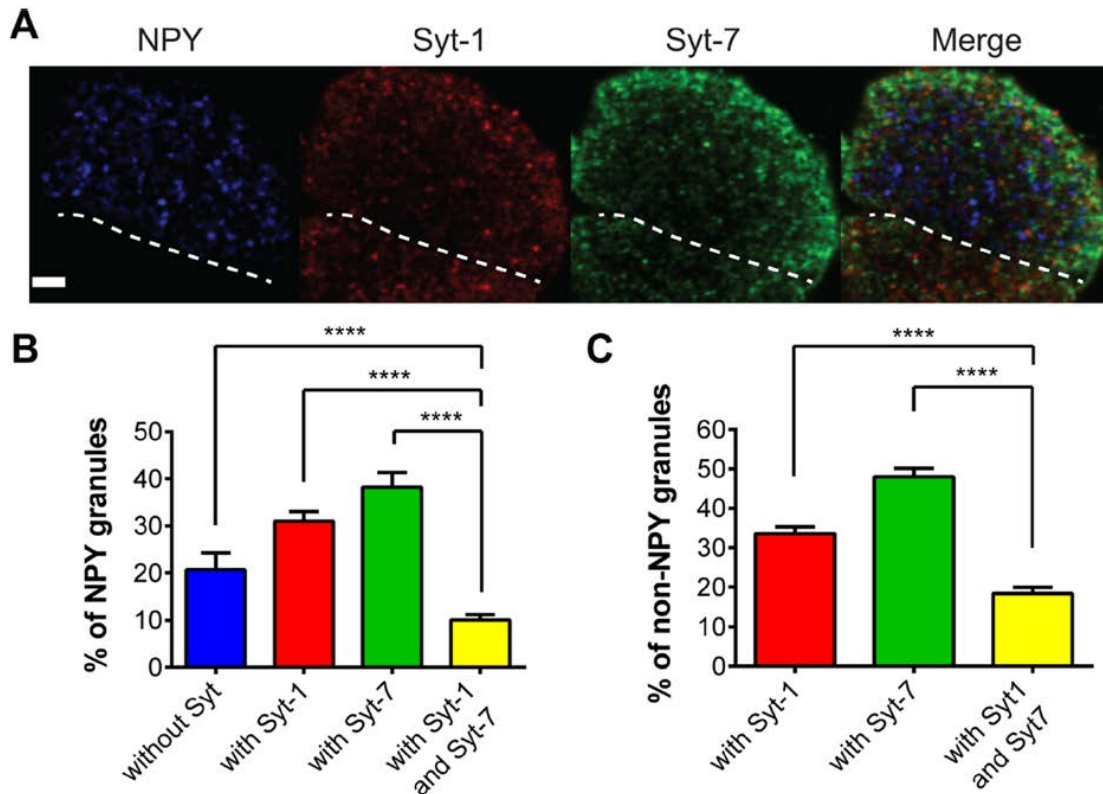 A
NPY Syt-1 Syt-7 Merge
B
****
****
****
% of NPY granules
50
40
30
20
10
0
without Syt
with Syt-1
with Syt-7
with Syt-1
and Syt-7
C
****
****
% of non-NPY granules
60
50
40
30
20
10
0
with Syt-1
with Syt-7
with Syt1
and Syt7